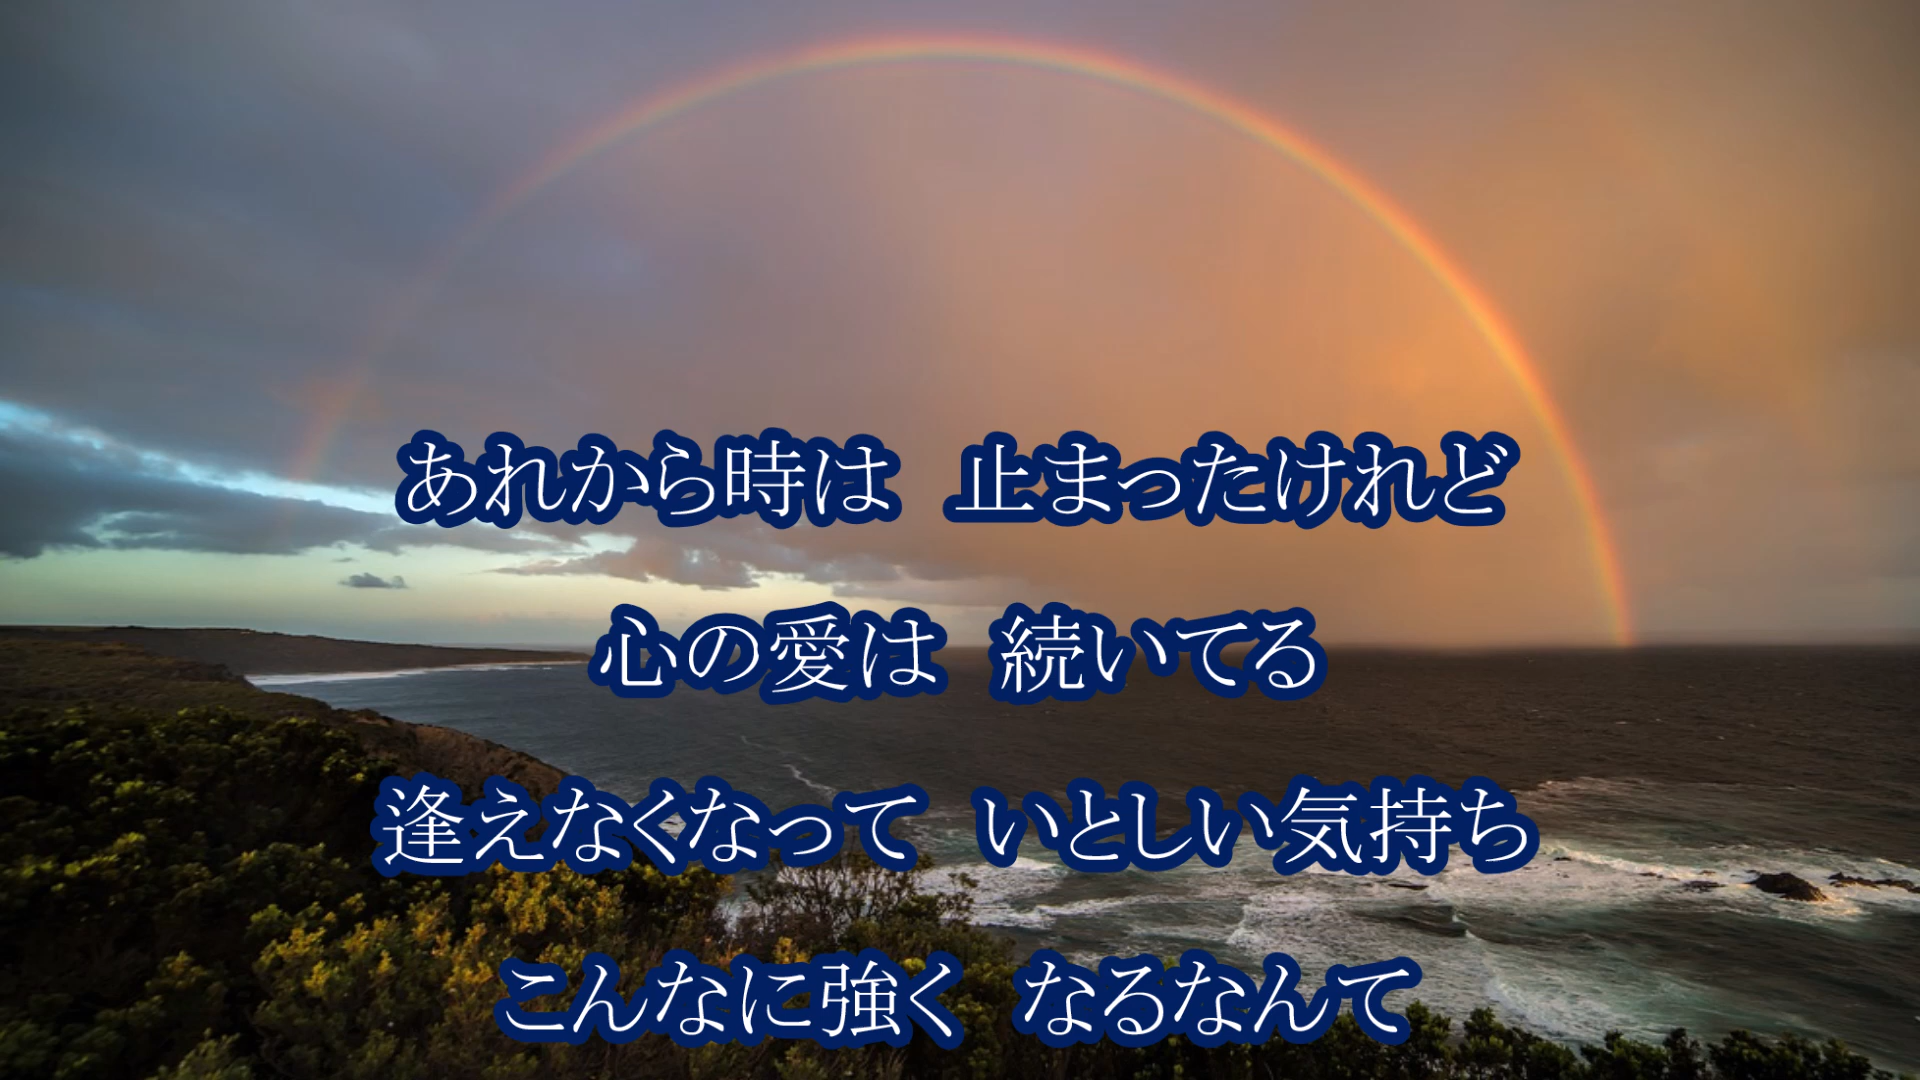 あれから時は　止まったけれど
心の愛は　続いてる
逢えなくなって　いとしい気持ち
こんなに強く　なるなんて